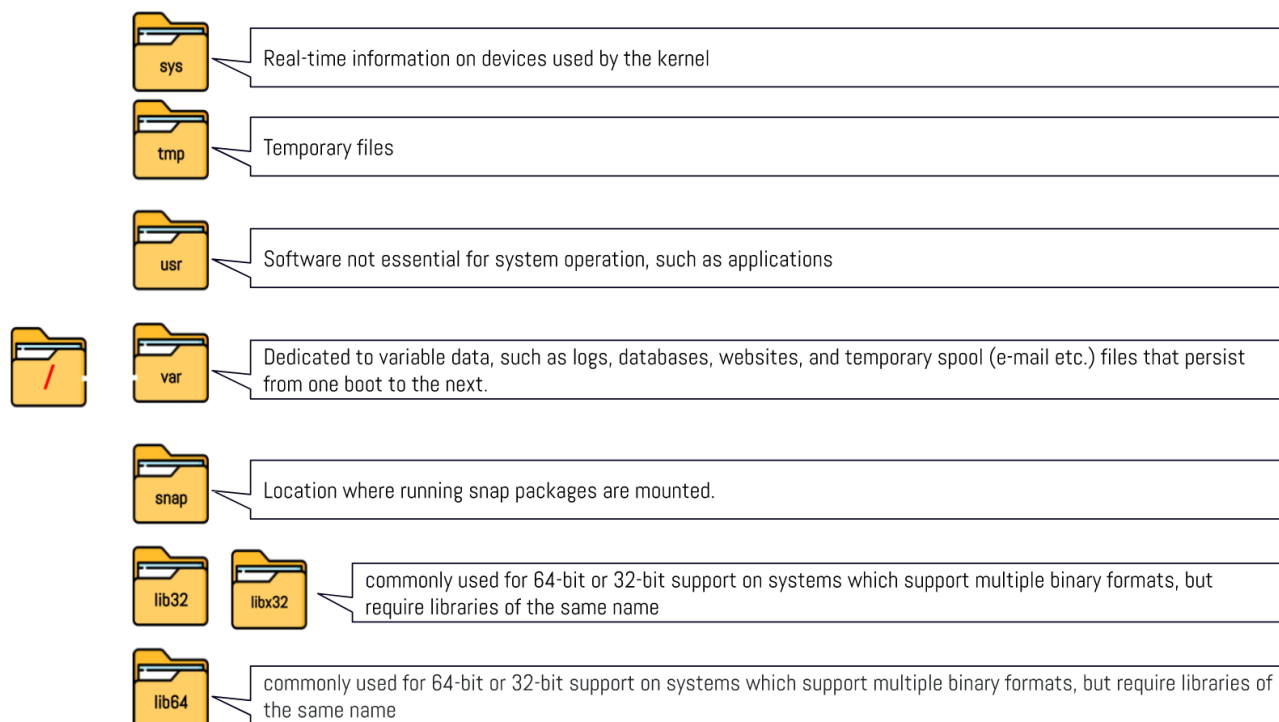 sys
Real-time information on devices used by the kernel
tmp
Temporary files
usr
Software not essential for system operation, such as applications
/
var
Dedicated to variable data, such as logs, databases, websites, and temporary spool (e-mail etc.) files that persist
from one boot to the next.
snap
Location where running snap packages are mounted.
lib32
libx32
commonly used for 64-bit or 32-bit support on systems which support multiple binary formats, but
require libraries of the same name
lib64
commonly used for 64-bit or 32-bit support on systems which support multiple binary formats, but require libraries of
the same name